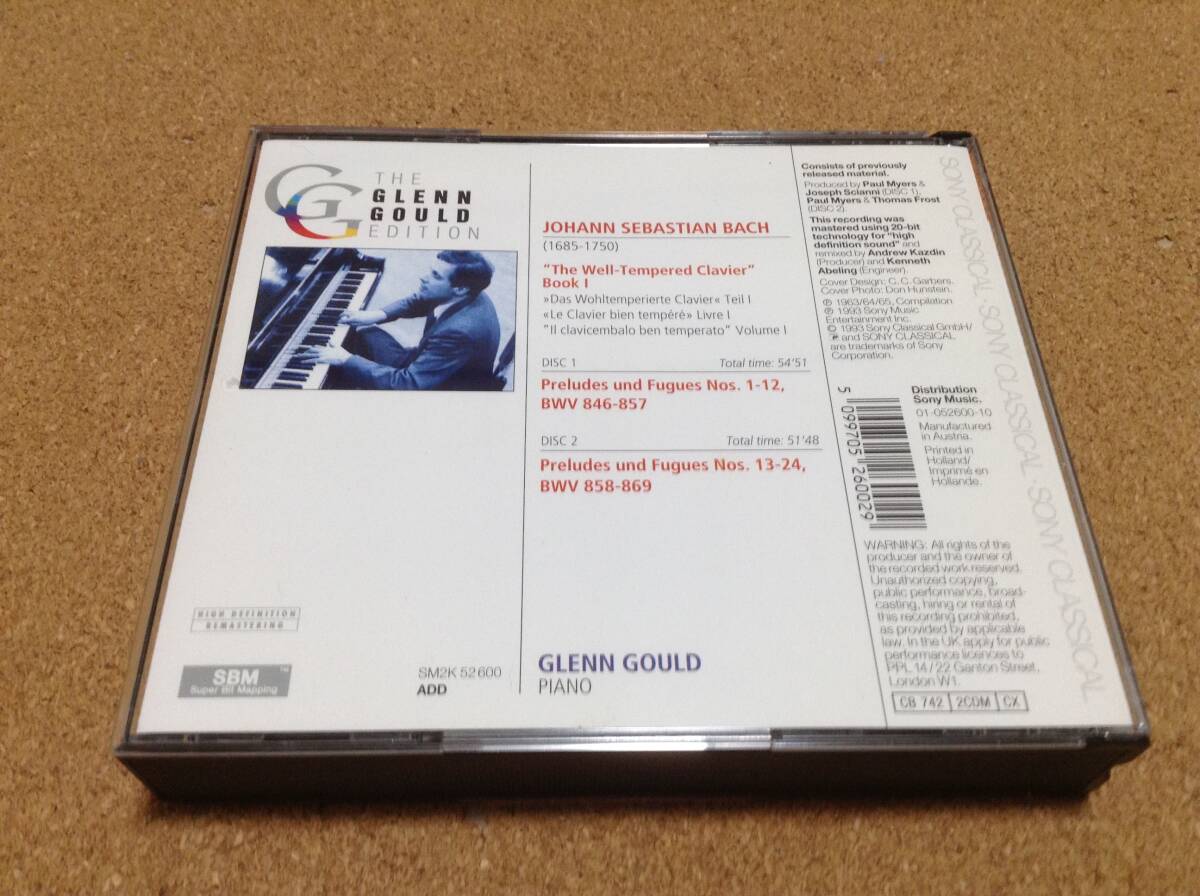 THE
GLENN
GOULD
EDITION
JOHANN SEBASTIAN BACH
(1685-1750)
"The Well-Tempered Clavier"
Book I
»Das Wohltemperierte Clavier« Teil I
«Le Clavier bien tempéré» Livre I
"Il clavicembalo ben temperato" Volume I
DISC 1 Total time: 54'51
Preludes und Fugues Nos. 1-12,
BWV 846-857
DISC 2 Total time: 51'48
Preludes und Fugues Nos. 13-24,
BWV 858-869
GLENN GOULD
PIANO
HIGH DEFINITION
REMASTERING
SBM™
Super Bit Mapping
SM2K 52600
ADD
Consists of previously
released material.
Produced by Paul Myers &
Joseph Scianni (DISC 1),
Paul Myers & Thomas Frost
(DISC 2).
This recording was
mastered using 20-bit
technology for "high
definition sound" and
remixed by Andrew Kazdin
(Producer) and Kenneth
Abeling (Engineer).
Cover Design: C. C. Garbers.
Cover Photo: Don Hunstein.
℗ 1963/64/65, Compilation
℗ 1993 Sony Music
Entertainment Inc.
© 1993 Sony Classical GmbH/
and SONY CLASSICAL
are trademarks of Sony
Corporation.
5 099705 260029
Distribution
Sony Music.
01-052600-10
Manufactured
in Austria.
Printed in
Holland/
Imprimé en
Hollande.
WARNING: All rights of the
producer and the owner of
the recorded work reserved.
Unauthorized copying,
public performance, broad-
casting, hiring or rental of
this recording prohibited,
as provided by applicable
law. In the UK apply for public
performance licences to
PPL 14/22 Ganton Street,
London W1.
CB 742 2CDM CX
SONY CLASSICAL · SONY CLASSICAL · SONY CLASSICAL